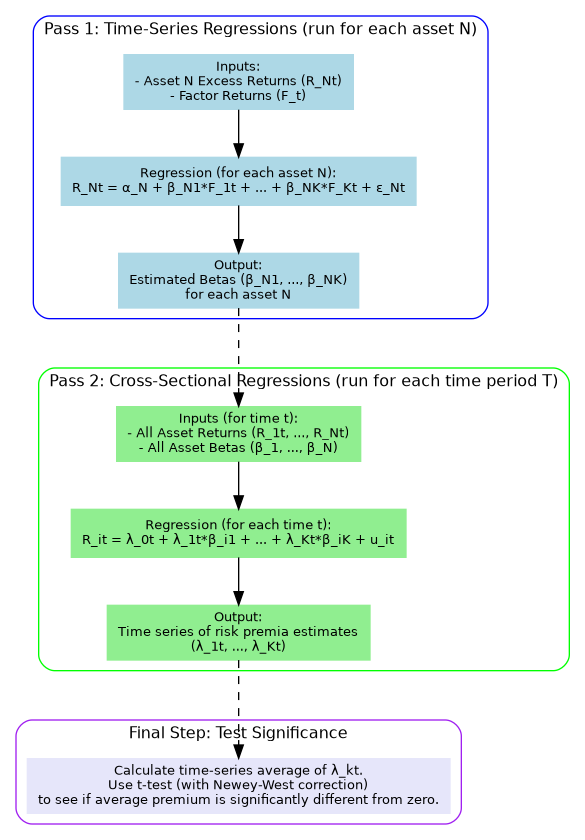 Pass 1: Time-Series Regressions (run for each asset N)
Inputs:
- Asset N Excess Returns (R_Nt)
- Factor Returns (F_t)
Regression (for each asset N):
R_Nt = α_N + β_N1*F_1t + ... + β_NK*F_Kt + ε_Nt
Output:
Estimated Betas (β_N1, ..., β_NK)
for each asset N
Pass 2: Cross-Sectional Regressions (run for each time period T)
Inputs (for time t):
- All Asset Returns (R_1t, ..., R_Nt)
- All Asset Betas (β_1, ..., β_N)
Regression (for each time t):
R_it = λ_0t + λ_1t*β_i1 + ... + λ_Kt*β_iK + u_it
Output:
Time series of risk premia estimates
(λ_1t, ..., λ_Kt)
Final Step: Test Significance
Calculate time-series average of λ_kt.
Use t-test (with Newey-West correction)
to see if average premium is significantly different from zero.